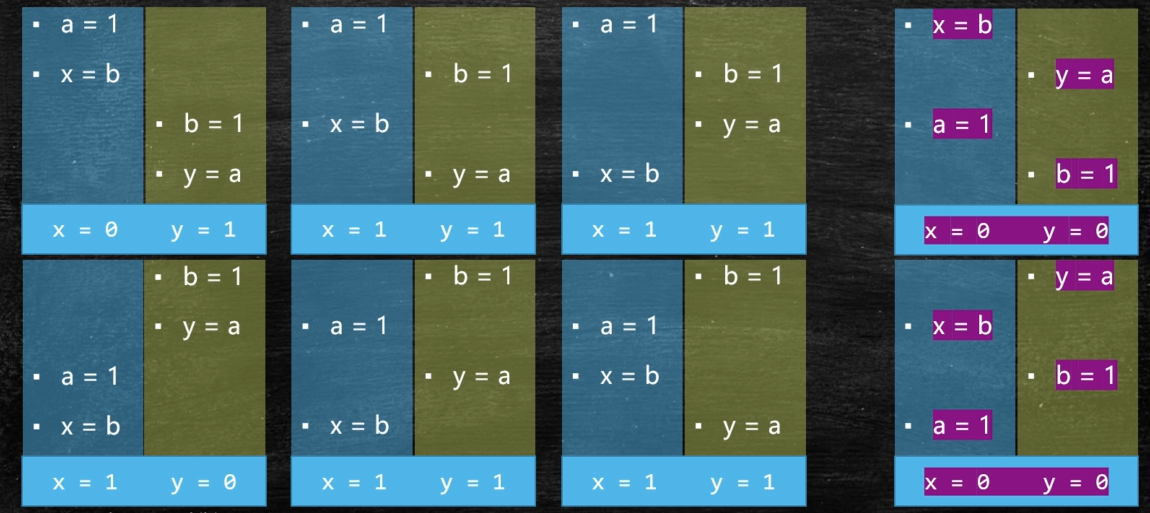 ▪ a = 1
▪ x = b
▪ b = 1
▪ y = a
x = 0 y = 1
▪ a = 1
▪ b = 1
▪ x = b
▪ y = a
x = 1 y = 1
▪ a = 1
▪ b = 1
▪ y = a
▪ x = b
x = 1 y = 1
▪ x = b
▪ y = a
▪ a = 1
▪ b = 1
x = 0 y = 0
▪ b = 1
▪ y = a
▪ a = 1
▪ x = b
x = 1 y = 0
▪ b = 1
▪ a = 1
▪ y = a
▪ x = b
x = 1 y = 1
▪ b = 1
▪ a = 1
▪ x = b
▪ y = a
x = 1 y = 1
▪ y = a
▪ x = b
▪ b = 1
▪ a = 1
x = 0 y = 0